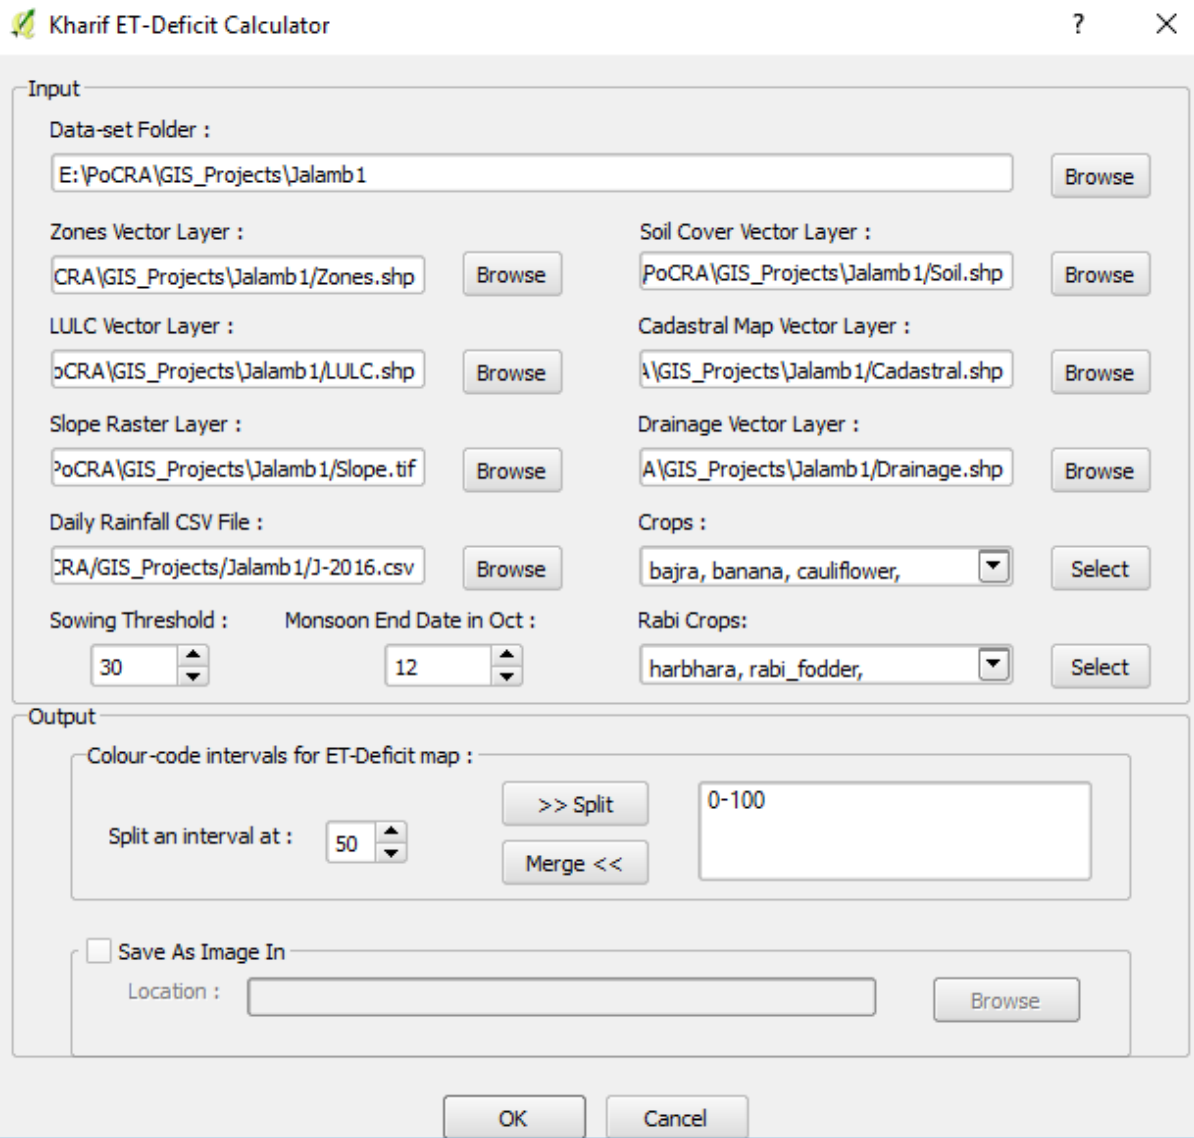 Kharif ET-Deficit Calculator ?
Input
Data-set Folder :
E:\PoCRA\GIS_Projects\Jalamb1 Browse
Zones Vector Layer : Soil Cover Vector Layer :
CRA\GIS_Projects\Jalamb1/Zones.shp Browse PoCRA\GIS_Projects\Jalamb1/Soil.shp Browse
LULC Vector Layer : Cadastral Map Vector Layer :
oCRA\GIS_Projects\Jalamb1/LULC.shp Browse A\GIS_Projects\Jalamb1/Cadastral.shp Browse
Slope Raster Layer : Drainage Vector Layer :
PoCRA\GIS_Projects\Jalamb1/Slope.tif Browse A\GIS_Projects\Jalamb1/Drainage.shp Browse
Daily Rainfall CSV File : Crops :
CRA/GIS_Projects/Jalamb1/J-2016.csv Browse bajra, banana, cauliflower, Select
Sowing Threshold : Monsoon End Date in Oct : Rabi Crops:
30 12 harbhara, rabi_fodder, Select
Output
Colour-code intervals for ET-Deficit map :
>> Split 0-100
Split an interval at : 50
Merge <<
Save As Image In
Location : Browse
OK Cancel